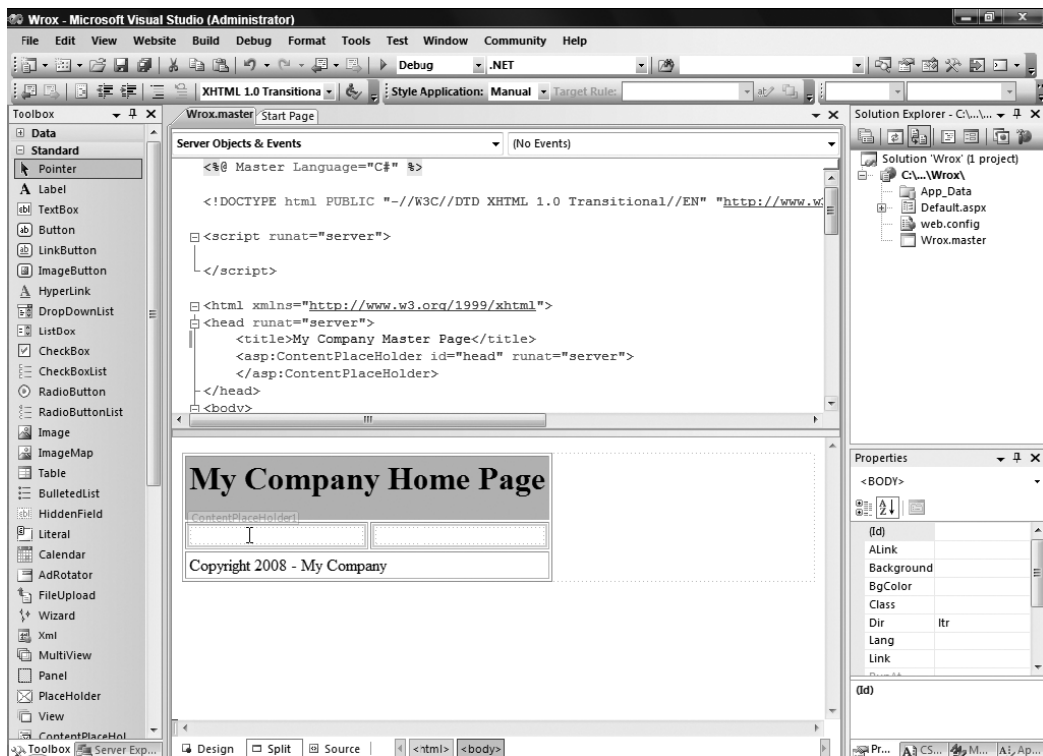 Wrox - Microsoft Visual Studio (Administrator)
File Edit View Website Build Debug Format Tools Test Window Community Help
Debug .NET
XHTML 1.0 Transitiona Style Application: Manual Target Rule:
Toolbox
Data
Standard
Pointer
Label
TextBox
Button
LinkButton
ImageButton
HyperLink
DropDownList
ListBox
CheckBox
CheckBoxList
RadioButton
RadioButtonList
Image
ImageMap
Table
BulletedList
HiddenField
Literal
Calendar
AdRotator
FileUpload
Wizard
Xml
MultiView
Panel
PlaceHolder
View
ContentPlaceHol
Toolbox Server Exp...
Wrox.master Start Page
Server Objects & Events (No Events)
<%@ Master Language="C#" %>
<!DOCTYPE html PUBLIC "-//W3C//DTD XHTML 1.0 Transitional//EN" "http://www.w
<script runat="server">
</script>
<html xmlns="http://www.w3.org/1999/xhtml">
<head runat="server">
<title>My Company Master Page</title>
<asp:ContentPlaceHolder id="head" runat="server">
</asp:ContentPlaceHolder>
</head>
<body>
My Company Home Page
ContentPlaceHolder1
Copyright 2008 - My Company
Design Split Source <html> <body>
Solution Explorer - C:\...\...
Solution 'Wrox' (1 project)
C:\...\Wrox\
App_Data
Default.aspx
web.config
Wrox.master
Properties
<BODY>
(Id)
ALink
Background
BgColor
Class
Dir ltr
Lang
Link
(Id)
Pr... CS... M... Ap...